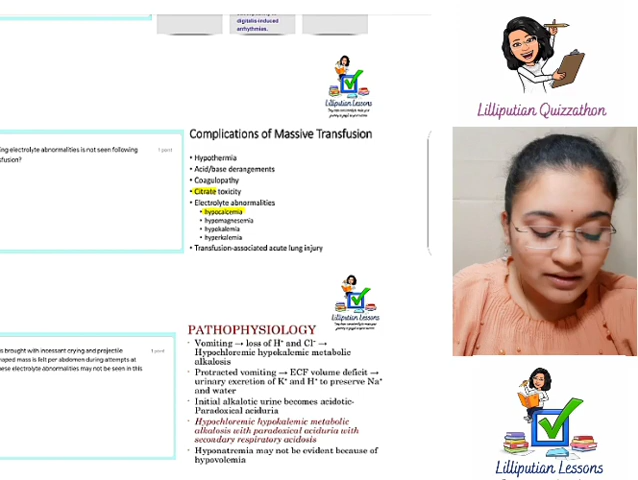 digitalis-induced
arrhythmias.
Lilliputian Lessons
Complications of Massive Transfusion
ing electrolyte abnormalities is not seen following
sfusion?
1 point
• Hypothermia
• Acid/base derangements
• Coagulopathy
• Citrate toxicity
• Electrolyte abnormalities
• hypocalcemia
• hypomagnesemia
• hypokalemia
• hyperkalemia
• Transfusion-associated acute lung injury
Lilliputian Lessons
PATHOPHYSIOLOGY
s brought with incessant crying and projectile
aped mass is felt per abdomen during attempts at
hese electrolyte abnormalities may not be seen in this
1 point
Vomiting → loss of H⁺ and Cl⁻ →
Hypochloremic hypokalemic metabolic
alkalosis
Protracted vomiting → ECF volume deficit →
urinary excretion of K⁺ and H⁺ to preserve Na⁺
and water
Initial alkalotic urine becomes acidotic-
Paradoxical aciduria
Hypochloremic hypokalemic metabolic
alkalosis with paradoxical aciduria with
secondary respiratory acidosis
Hyponatremia may not be evident because of
hypovolemia
Lilliputian Quizzathon
Lilliputian Lessons